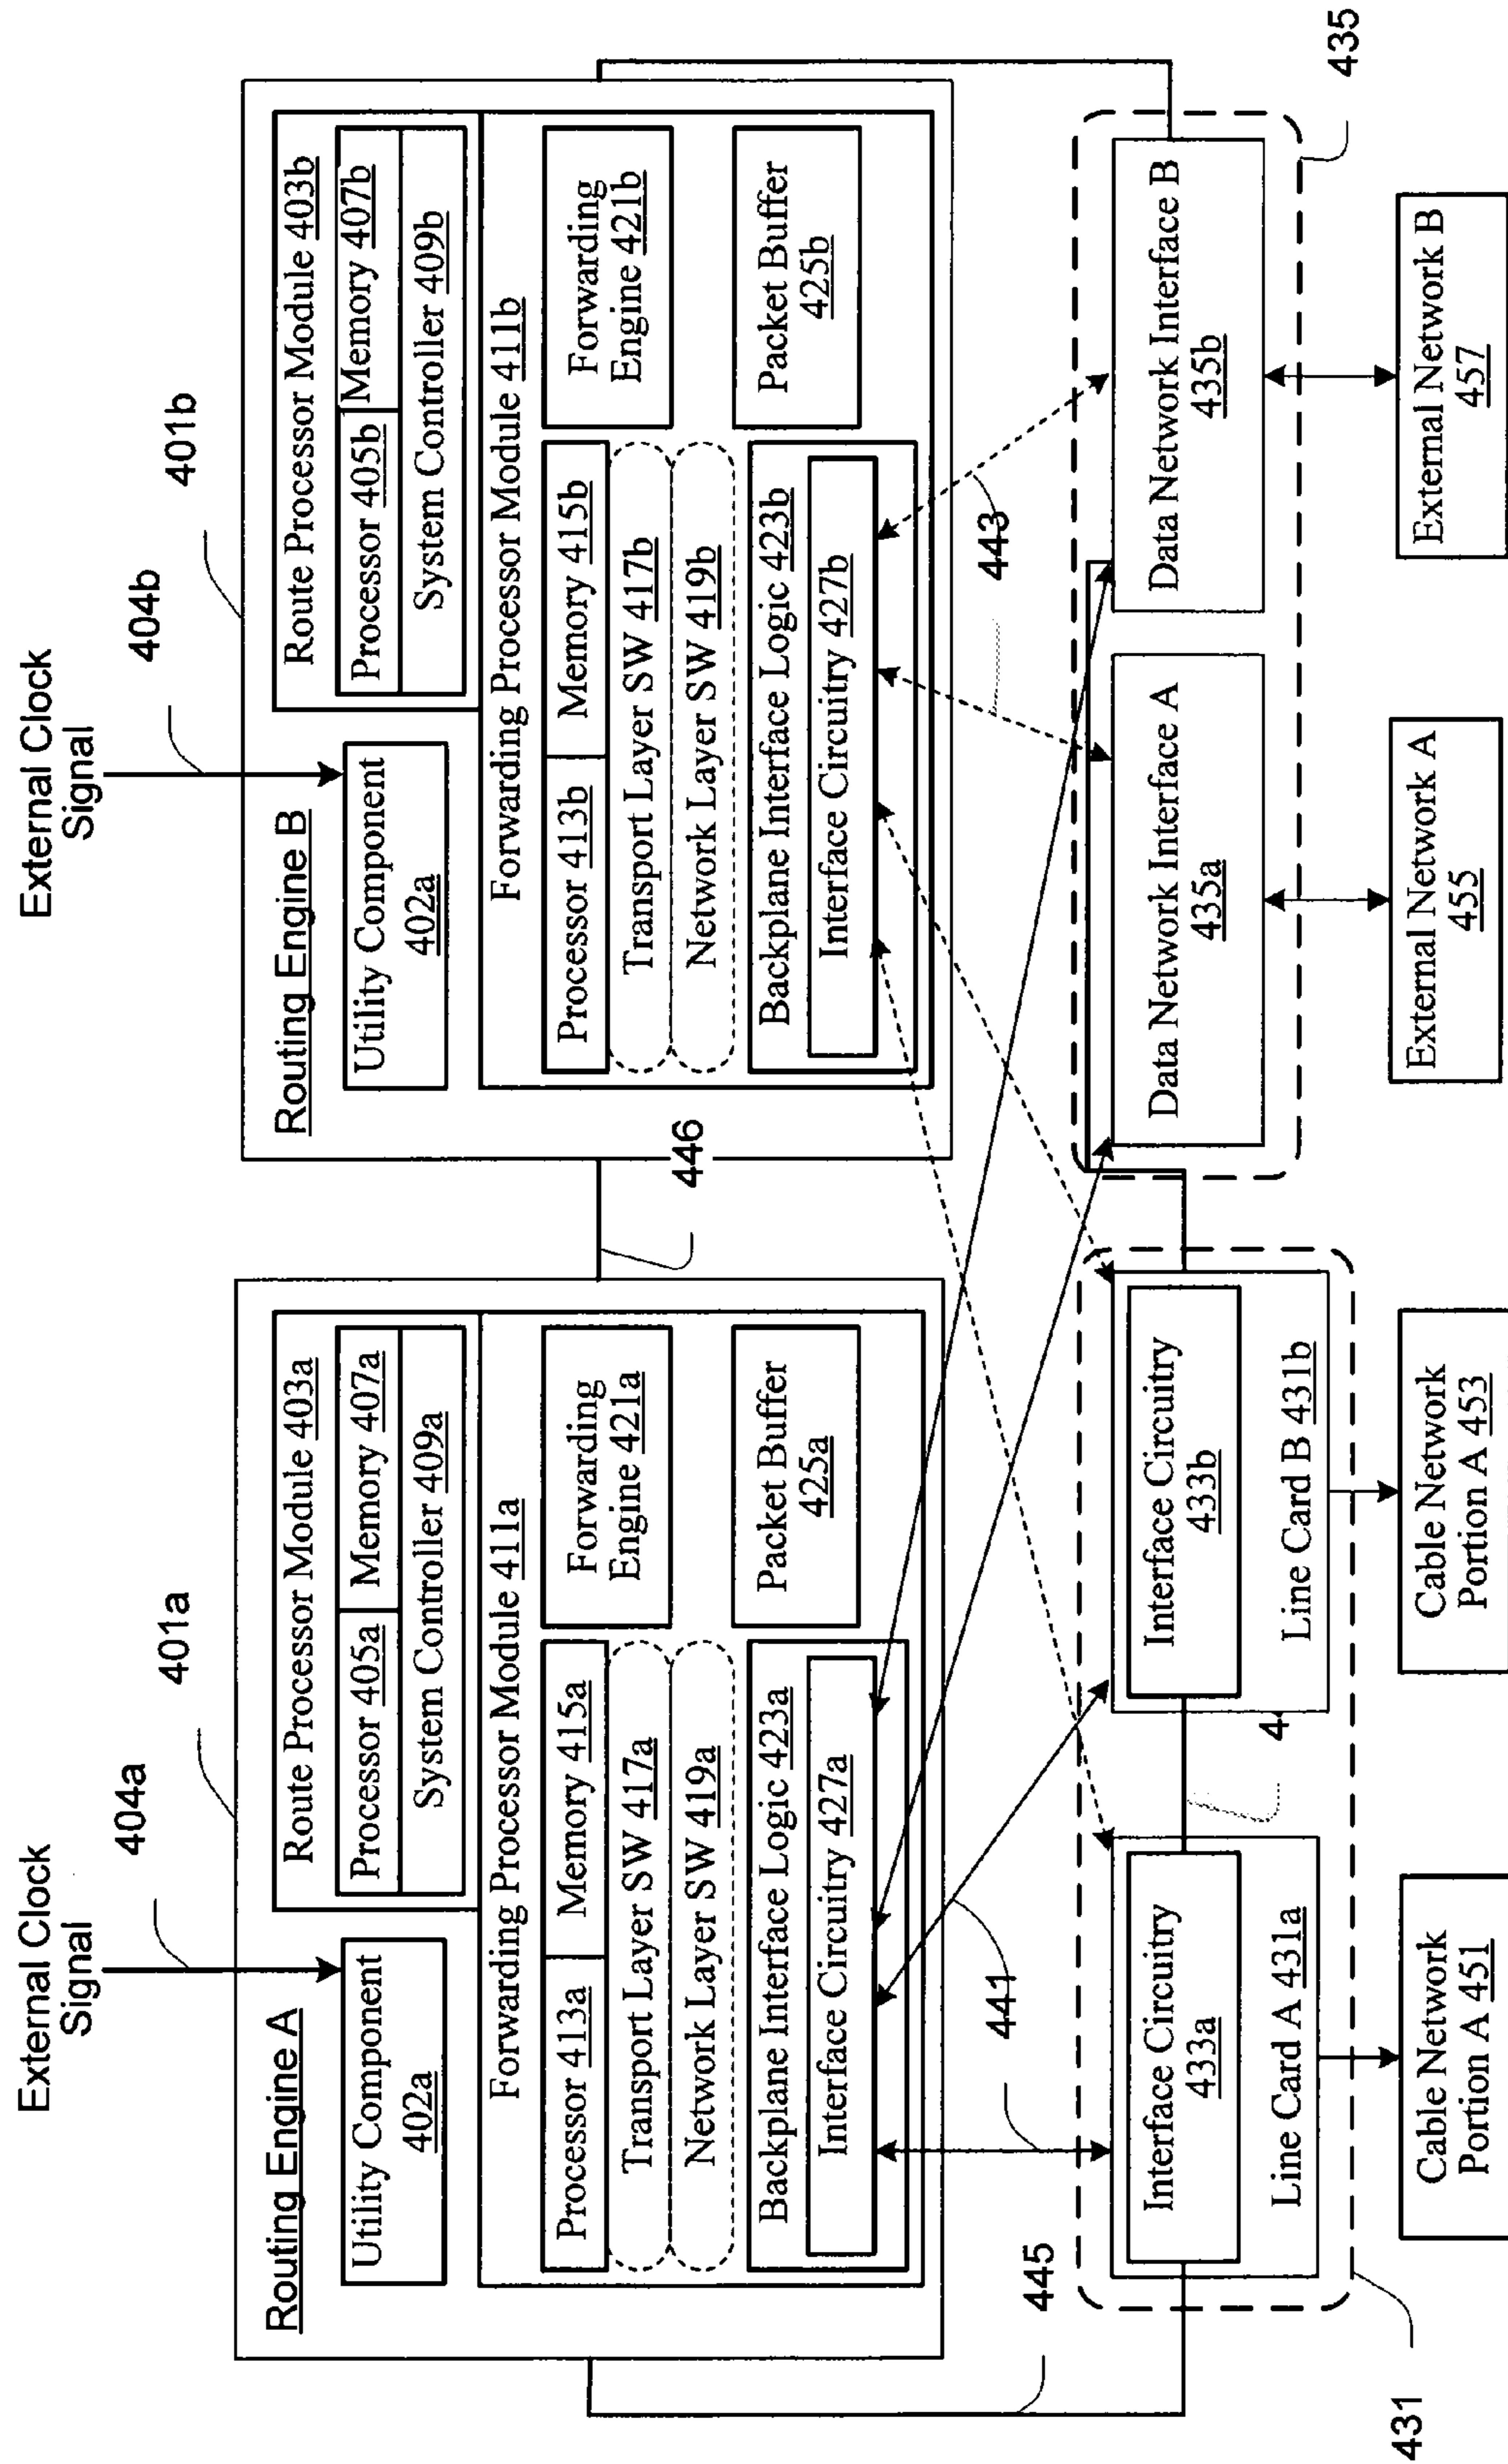 External Clock
Signal
404a
401a
Routing Engine A
Utility Component
402a
Route Processor Module 403a
Processor 405a
Memory 407a
System Controller 409a
Forwarding Processor Module 411a
Processor 413a
Memory 415a
Transport Layer SW 417a
Network Layer SW 419a
Forwarding
Engine 421a
Backplane Interface Logic 423a
Interface Circuitry 427a
Packet Buffer
425a
446
External Clock
Signal
404b
401b
Routing Engine B
Utility Component
402a
Route Processor Module 403b
Processor 405b
Memory 407b
System Controller 409b
Forwarding Processor Module 411b
Processor 413b
Memory 415b
Transport Layer SW 417b
Network Layer SW 419b
Forwarding
Engine 421b
Backplane Interface Logic 423b
Interface Circuitry 427b
Packet Buffer
425b
445
441
443
431
Interface Circuitry
433a
Line Card A 431a
4
Interface Circuitry
433b
Line Card B 431b
Data Network Interface A
435a
Data Network Interface B
435b
435
Cable Network
Portion A 451
Cable Network
Portion A 453
External Network A
455
External Network B
457